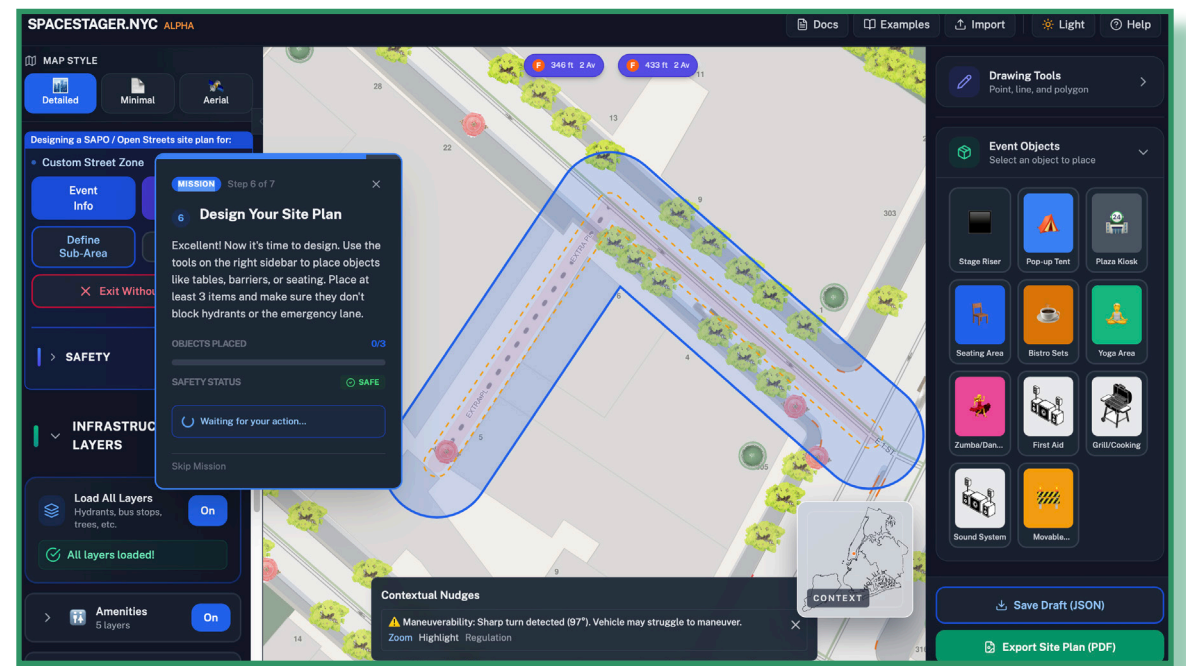 SPACESTAGER.NYC ALPHA
Docs
Examples
Import
Light
Help
MAP STYLE
Detailed
Minimal
Aerial
Designing a SAPO / Open Streets site plan for:
Custom Street Zone
Event
Info
Define
Sub-Area
Exit Withou
SAFETY
INFRASTRUC
LAYERS
Load All Layers
Hydrants, bus stops,
trees, etc.
On
All layers loaded!
Amenities
5 layers
On
MISSION Step 6 of 7
6 Design Your Site Plan
Excellent! Now it's time to design. Use the
tools on the right sidebar to place objects
like tables, barriers, or seating. Place at
least 3 items and make sure they don't
block hydrants or the emergency lane.
OBJECTS PLACED 0/3
SAFETY STATUS SAFE
Waiting for your action...
Skip Mission
F 346 ft 2 Av
F 433 ft 2 Av
11
28
13
22
9
303
6
1
4
5
E 1 ST
9
14
Contextual Nudges
⚠ Maneuverability: Sharp turn detected (97°). Vehicle may struggle to maneuver.
Zoom Highlight Regulation
CONTEXT
Drawing Tools
Point, line, and polygon
Event Objects
Select an object to place
Stage Riser
Pop-up Tent
24
Plaza Kiosk
Seating Area
Bistro Sets
Yoga Area
Zumba/Dan...
First Aid
Grill/Cooking
Sound System
Movable...
Save Draft (JSON)
Export Site Plan (PDF)